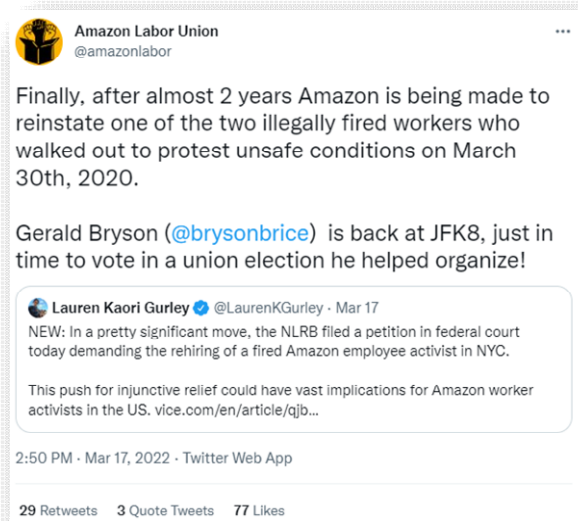 Amazon Labor Union
@amazonlabor
Finally, after almost 2 years Amazon is being made to
reinstate one of the two illegally fired workers who
walked out to protest unsafe conditions on March
30th, 2020.
Gerald Bryson (@brysonbrice) is back at JFK8, just in
time to vote in a union election he helped organize!
Lauren Kaori Gurley @LaurenKGurley · Mar 17
NEW: In a pretty significant move, the NLRB filed a petition in federal court
today demanding the rehiring of a fired Amazon employee activist in NYC.
This push for injunctive relief could have vast implications for Amazon worker
activists in the US. vice.com/en/article/qjb...
2:50 PM · Mar 17, 2022 · Twitter Web App
29 Retweets 3 Quote Tweets 77 Likes